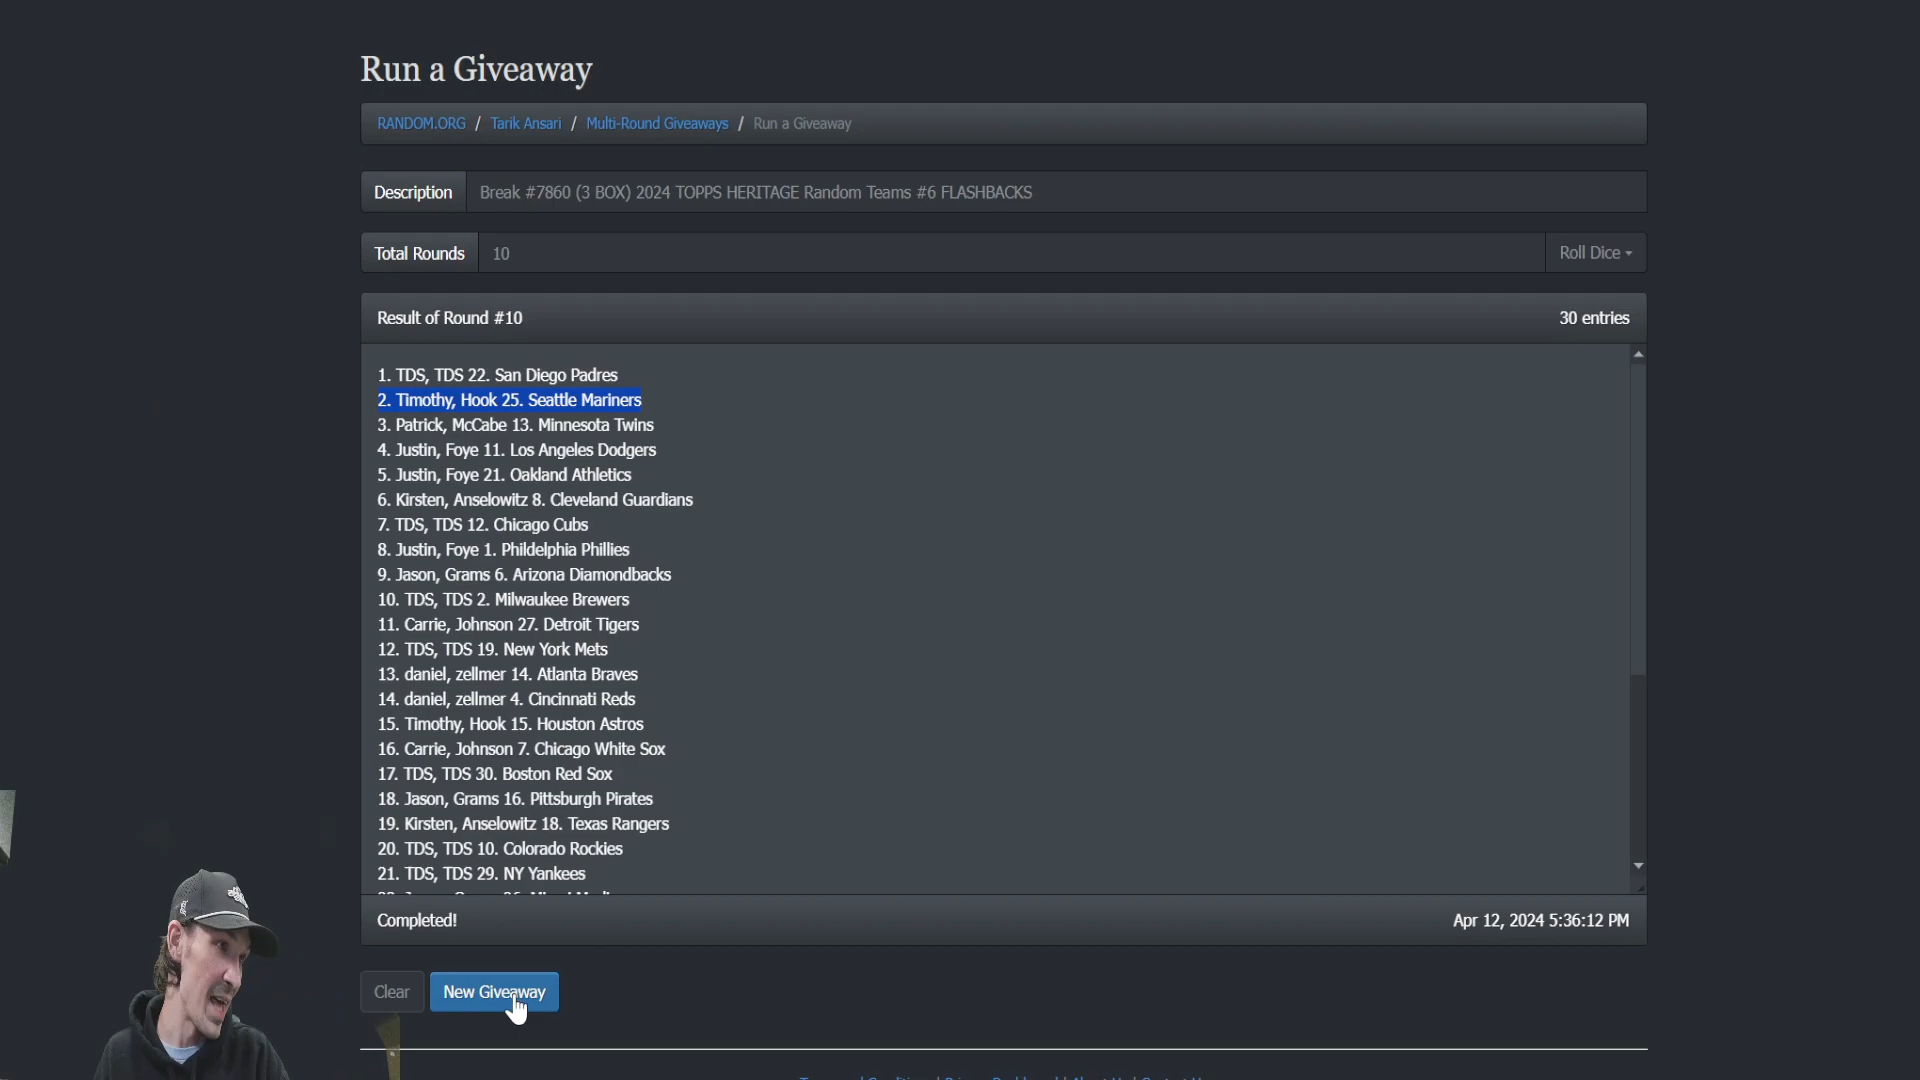 Run a Giveaway
RANDOM.ORG / Tarik Ansari / Multi-Round Giveaways / Run a Giveaway
Description Break #7860 (3 BOX) 2024 TOPPS HERITAGE Random Teams #6 FLASHBACKS
Total Rounds 10 Roll Dice
Result of Round #10 30 entries
1. TDS, TDS 22. San Diego Padres
2. Timothy, Hook 25. Seattle Mariners
3. Patrick, McCabe 13. Minnesota Twins
4. Justin, Foye 11. Los Angeles Dodgers
5. Justin, Foye 21. Oakland Athletics
6. Kirsten, Anselowitz 8. Cleveland Guardians
7. TDS, TDS 12. Chicago Cubs
8. Justin, Foye 1. Phildelphia Phillies
9. Jason, Grams 6. Arizona Diamondbacks
10. TDS, TDS 2. Milwaukee Brewers
11. Carrie, Johnson 27. Detroit Tigers
12. TDS, TDS 19. New York Mets
13. daniel, zellmer 14. Atlanta Braves
14. daniel, zellmer 4. Cincinnati Reds
15. Timothy, Hook 15. Houston Astros
16. Carrie, Johnson 7. Chicago White Sox
17. TDS, TDS 30. Boston Red Sox
18. Jason, Grams 16. Pittsburgh Pirates
19. Kirsten, Anselowitz 18. Texas Rangers
20. TDS, TDS 10. Colorado Rockies
21. TDS, TDS 29. NY Yankees
Completed! Apr 12, 2024 5:36:12 PM
Clear New Giveaway